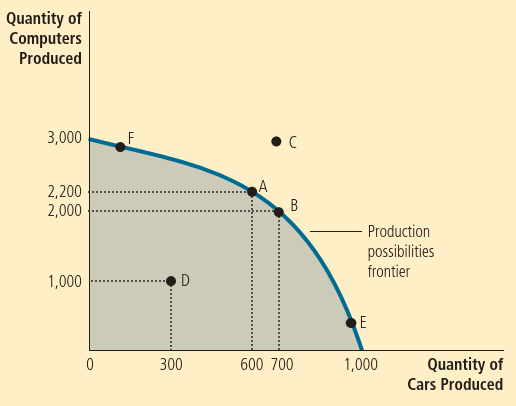 Quantity of
Computers
Produced
3,000
F
C
2,200
A
2,000
B
Production
possibilities
frontier
1,000
D
E
0
300
600
700
1,000
Quantity of
Cars Produced